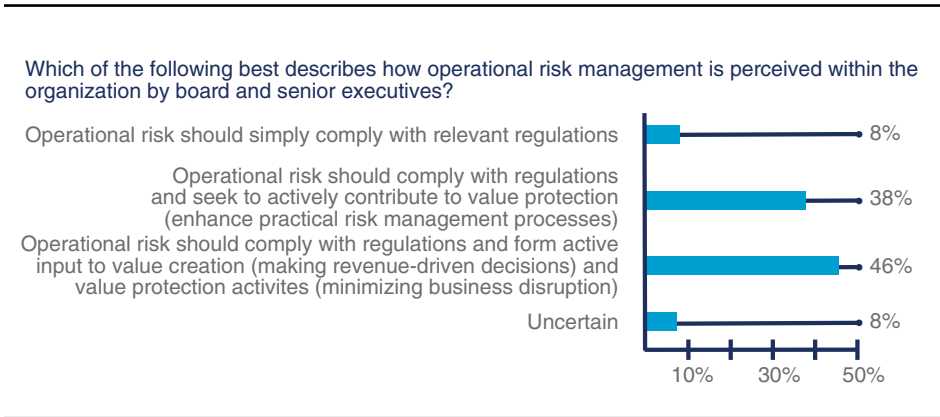 Which of the following best describes how operational risk management is perceived within the
organization by board and senior executives?
Operational risk should simply comply with relevant regulations
8%
Operational risk should comply with regulations
and seek to actively contribute to value protection
(enhance practical risk management processes)
38%
Operational risk should comply with regulations and form active
input to value creation (making revenue-driven decisions) and
value protection activites (minimizing business disruption)
46%
Uncertain
8%
10%
30%
50%